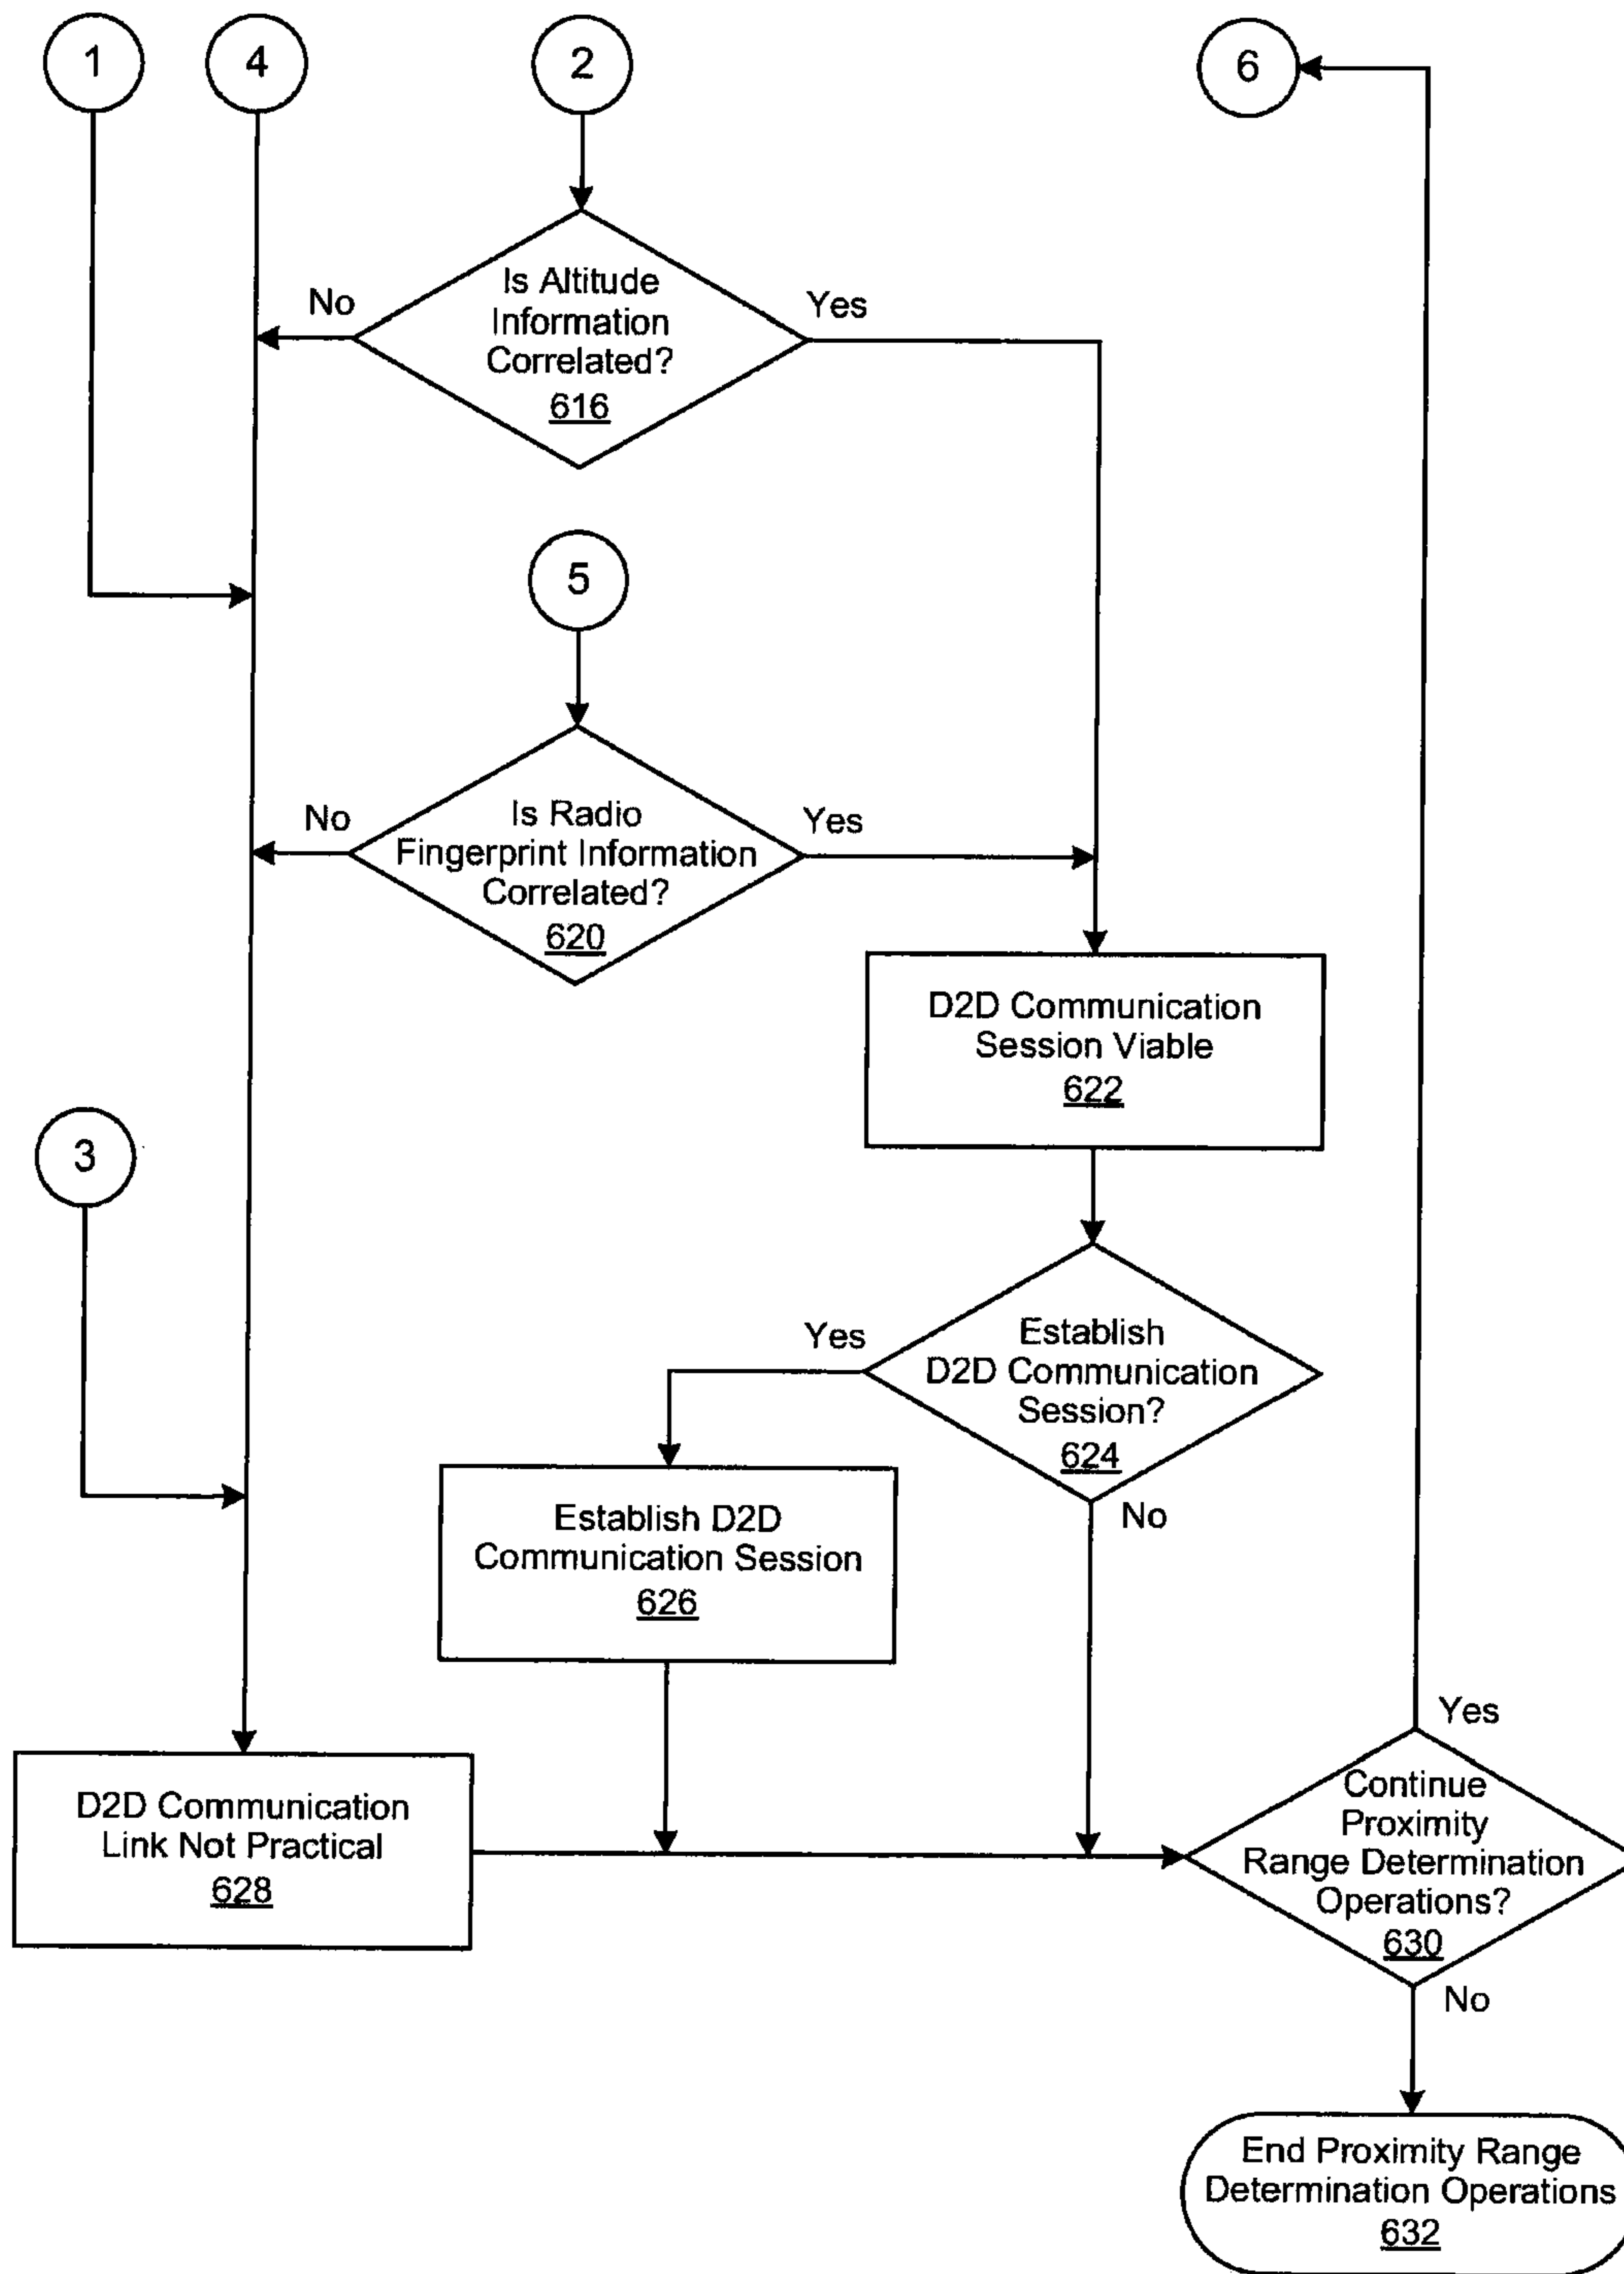 1
4
2
6
Is Altitude
Information
Correlated?
616
No
Yes
5
Is Radio
Fingerprint Information
Correlated?
620
No
Yes
D2D Communication
Session Viable
622
3
Establish
D2D Communication
Session?
624
Yes
No
Establish D2D
Communication Session
626
D2D Communication
Link Not Practical
628
Yes
Continue
Proximity
Range Determination
Operations?
630
No
End Proximity Range
Determination Operations
632